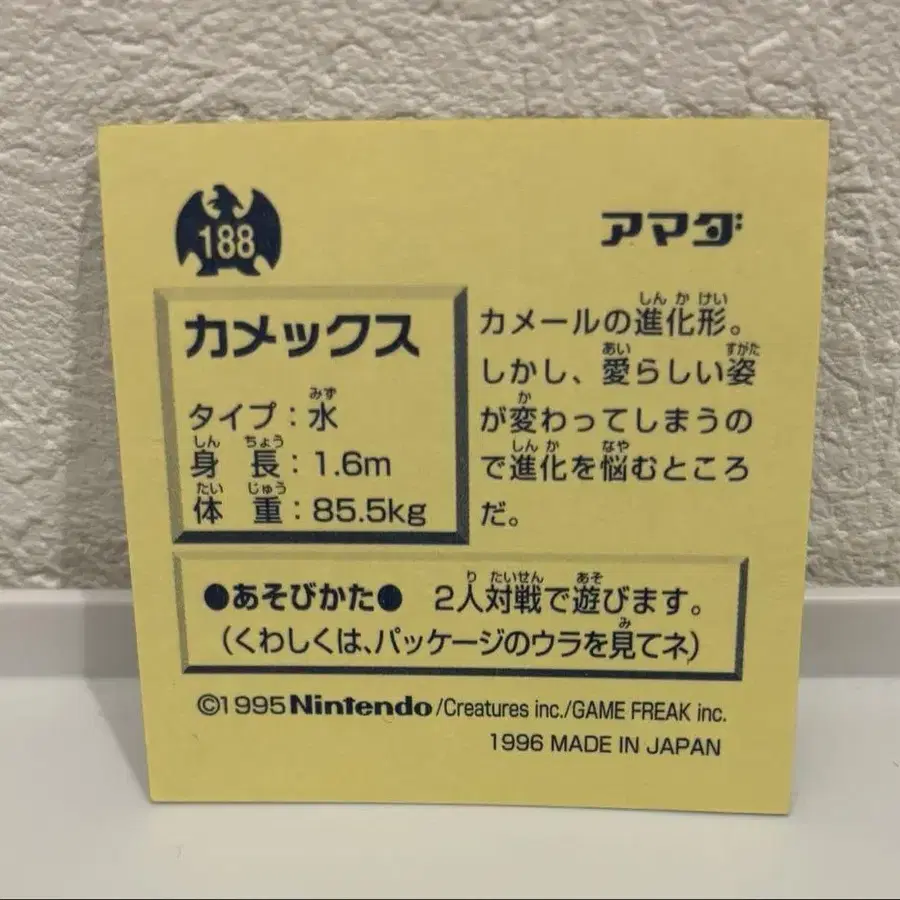 188
アマダ
カメックス
タイプ：水
身長：1.6m
体重：85.5kg
カメールの進化形。
しかし、愛らしい姿
が変わってしまうの
で進化を悩むところ
だ。
●あそびかた● 2人対戦で遊びます。
（くわしくは、パッケージのウラを見てネ）
©1995 Nintendo/Creatures inc./GAME FREAK inc.
1996 MADE IN JAPAN